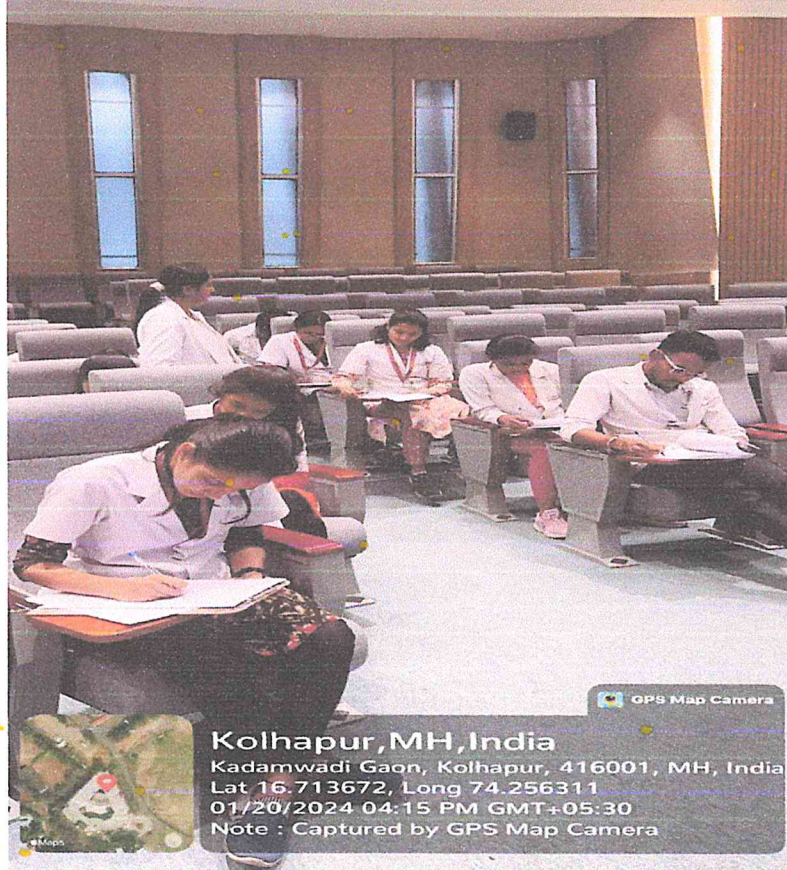 GPS Map Camera
Kolhapur,MH,India
Kadamwadi Gaon, Kolhapur, 416001, MH, India
Lat 16.713672, Long 74.256311
01/20/2024 04:15 PM GMT+05:30
Note : Captured by GPS Map Camera
Maps